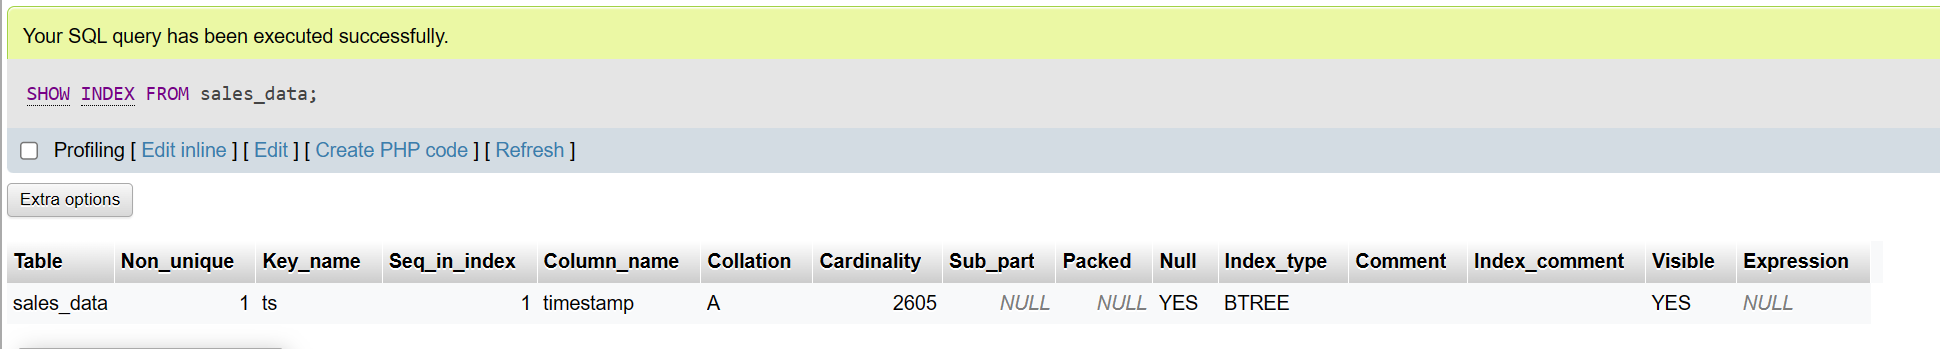 Your SQL query has been executed successfully.
SHOW INDEX FROM sales_data;
Profiling [ Edit inline ] [ Edit ] [ Create PHP code ] [ Refresh ]
Extra options
Table Non_unique Key_name Seq_in_index Column_name Collation Cardinality Sub_part Packed Null Index_type Comment Index_comment Visible Expression
sales_data 1 ts 1 timestamp A 2605 NULL NULL YES BTREE YES NULL